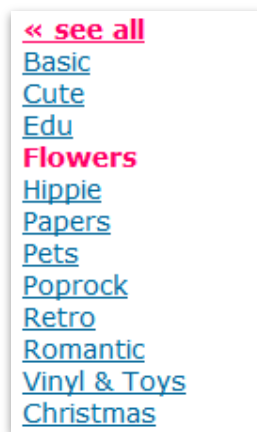 « see all
Basic
Cute
Edu
Flowers
Hippie
Papers
Pets
Poprock
Retro
Romantic
Vinyl & Toys
Christmas